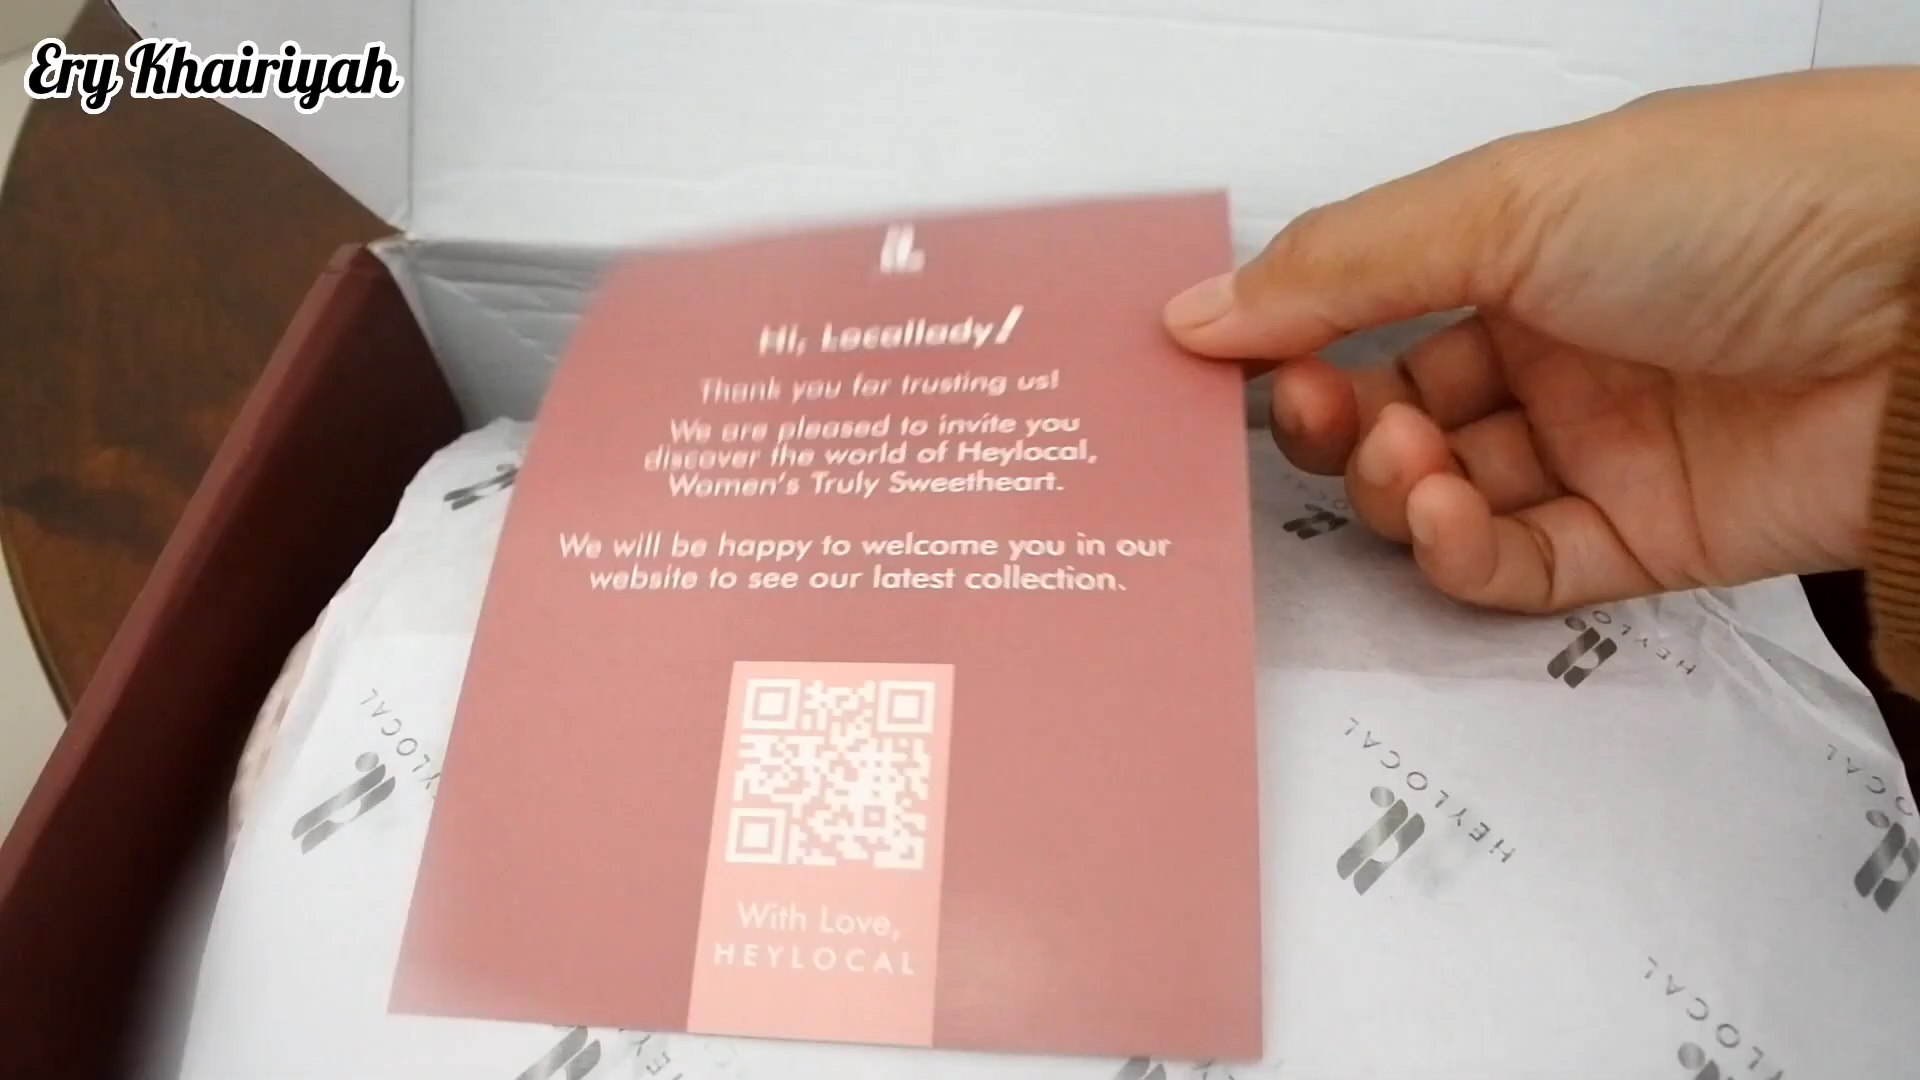 Ery Khairiyah
Hi, Locallady!
Thank you for trusting us!
We are pleased to invite you
discover the world of Heylocal,
Women's Truly Sweetheart.
We will be happy to welcome you in our
website to see our latest collection.
With Love,
HEYLOCAL
HEYLOCAL
HEYLOCAL